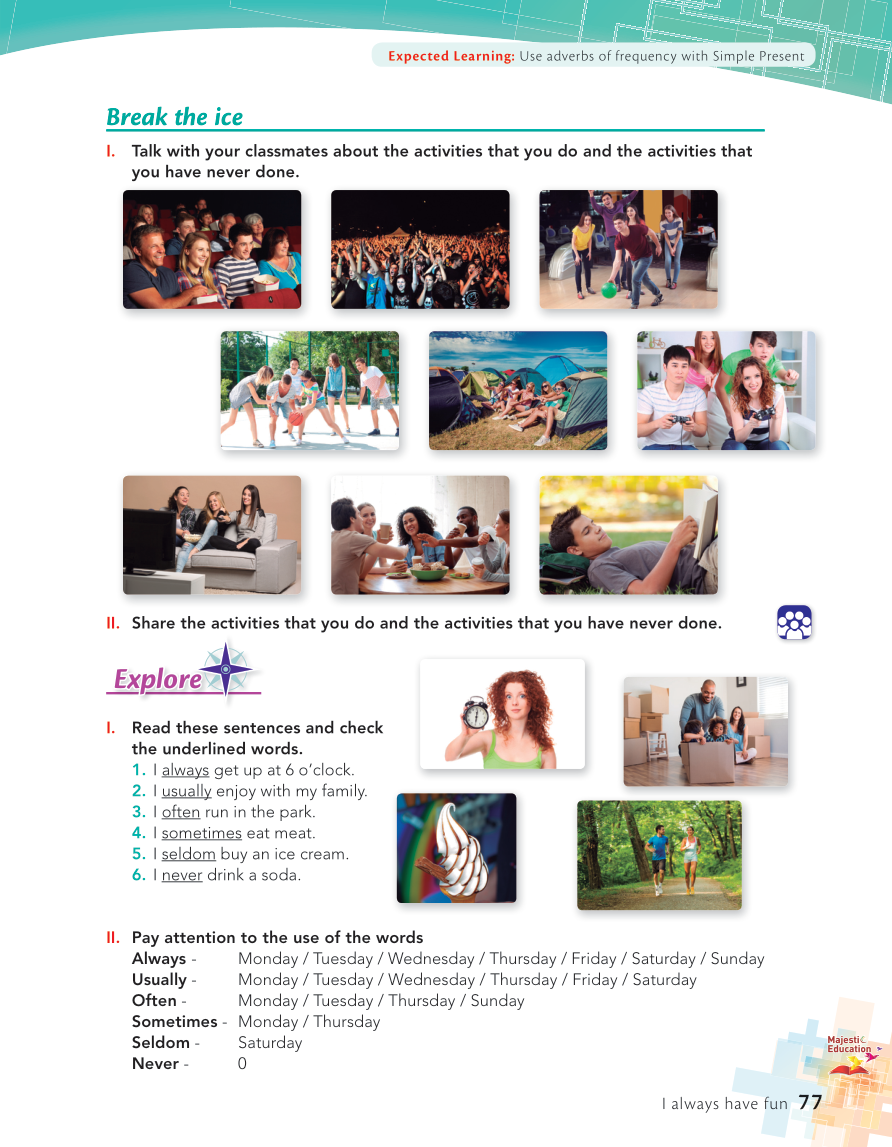 Expected Learning: Use adverbs of frequency with Simple Present
Break the ice
I. Talk with your classmates about the activities that you do and the activities that
you have never done.
II. Share the activities that you do and the activities that you have never done.
Explore
I. Read these sentences and check
the underlined words.
1. I always get up at 6 o’clock.
2. I usually enjoy with my family.
3. I often run in the park.
4. I sometimes eat meat.
5. I seldom buy an ice cream.
6. I never drink a soda.
II. Pay attention to the use of the words
Always - Monday / Tuesday / Wednesday / Thursday / Friday / Saturday / Sunday
Usually - Monday / Tuesday / Wednesday / Thursday / Friday / Saturday
Often - Monday / Tuesday / Thursday / Sunday
Sometimes - Monday / Thursday
Seldom - Saturday
Never - 0
Majestic
Education
I always have fun 77